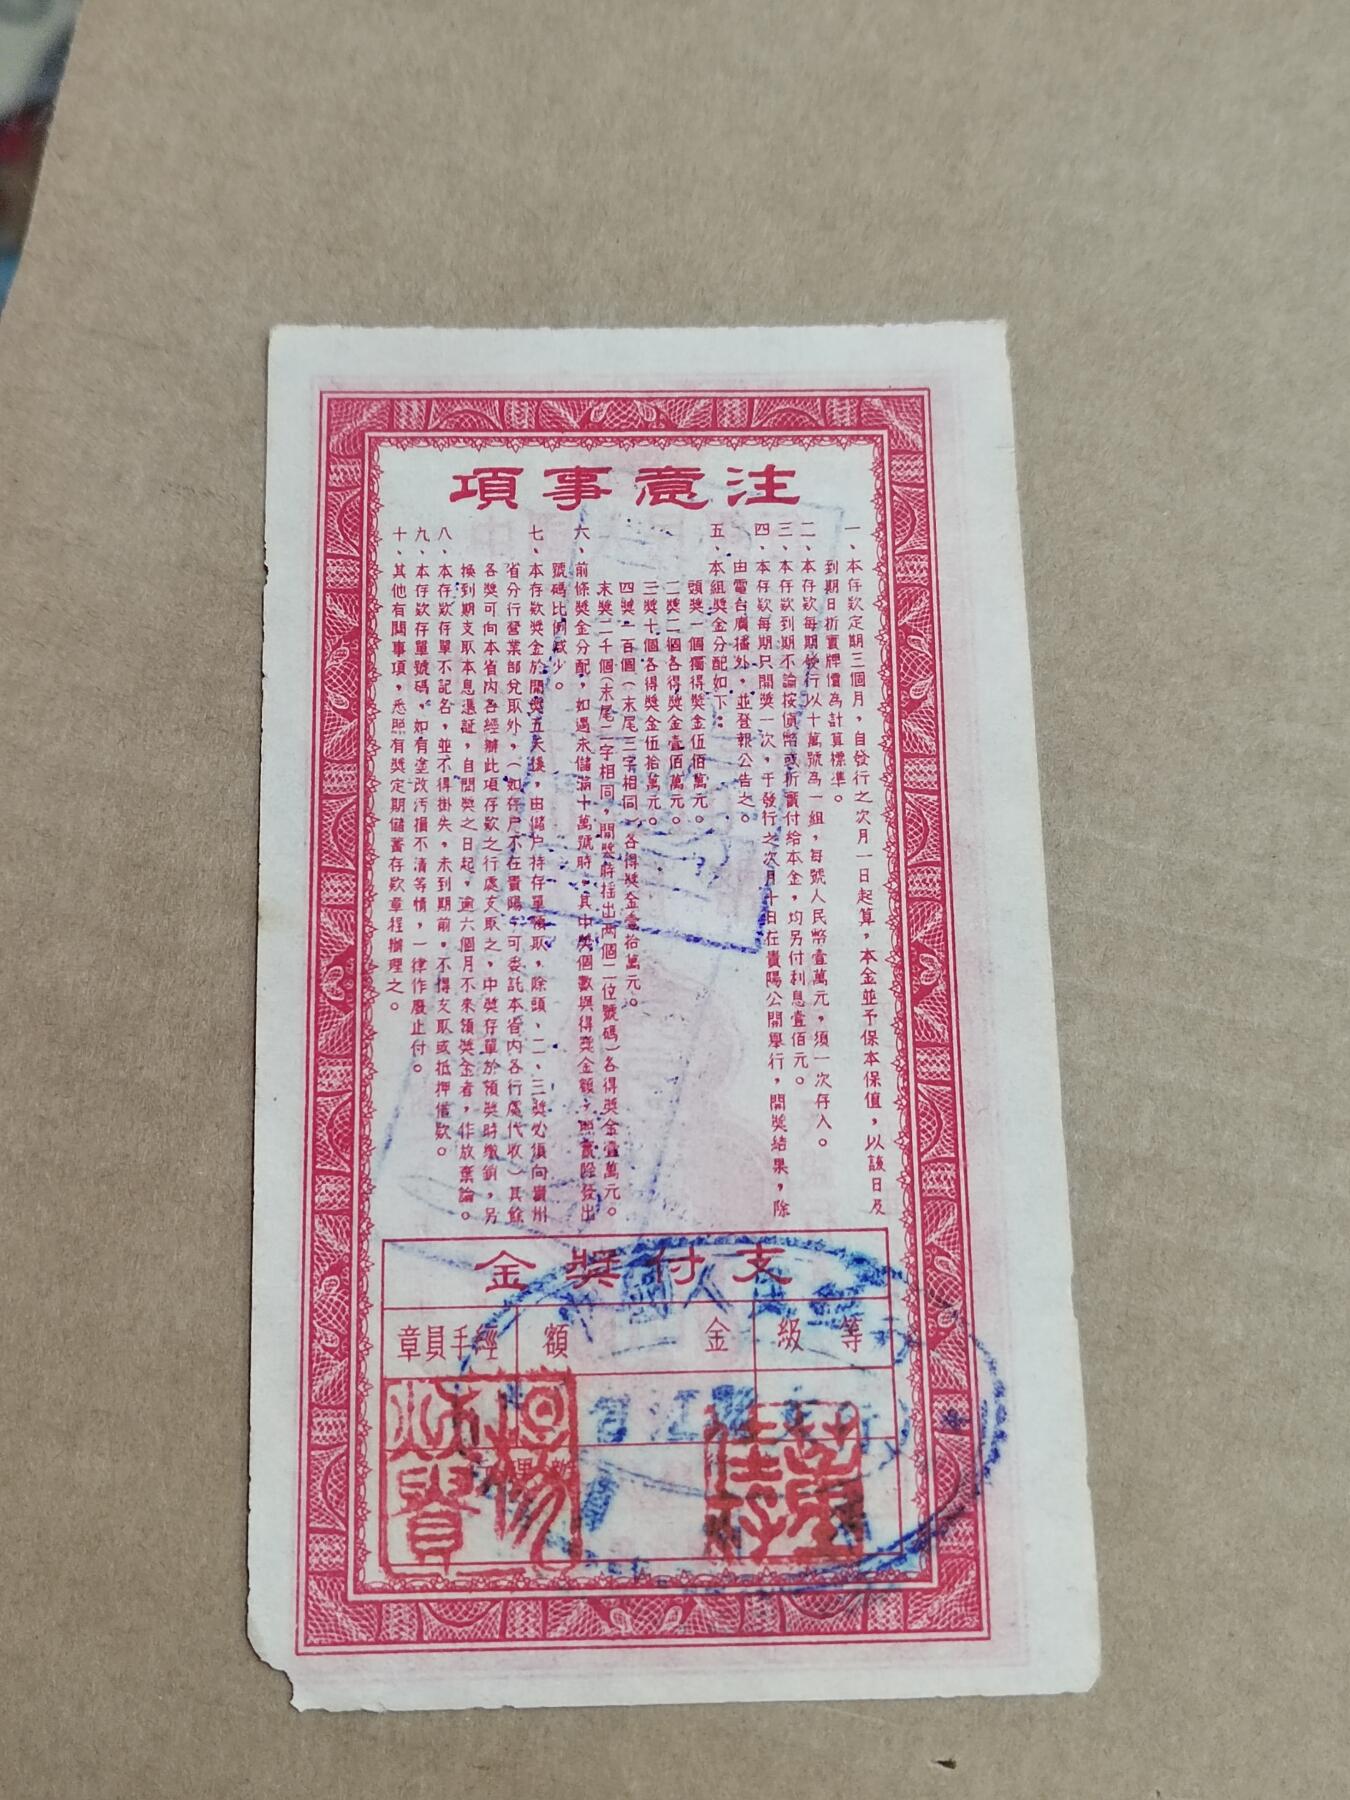 注意事項
一、本存款定期三個月，自發行之次月一日起算，本金並予保本保值，以該日及
到期日折實牌價為計算標準。
二、本存款每期發行以十萬號為一組，每號人民幣壹萬元，須一次存入。
三、本存款到期不論按貨幣或折實付給本金，均另付利息壹佰元。
四、本存款每期只開獎一次，于發行之次月十日在貴陽公開舉行，開獎結果，除
由電台廣播外，並登報公告之。
五、本組獎金分配如下：
頭獎一個獨得獎金伍佰萬元。
二獎二個各得獎金壹佰萬元。
三獎十個各得獎金伍拾萬元。
四獎一百個（末尾三字相同）各得獎金壹拾萬元。
末獎二千個（末尾二字相同，開獎時搖出两個二位號碼）各得獎金壹萬元。
六、前條獎金分配，如遇未儲滿十萬號時，其中獎個數與得獎金額，照實際發出
號碼比例减少。
七、本存款獎金於開獎五天後，由儲户持存單領取，除頭、二、三獎必須向貴州
省分行營業部兌取外，（如存戶不在貴陽，可委託本省内各行處代收）其餘
各獎可向本省内各經辦此項存款之行處支取之，中獎存單於領獎時繳銷，另
換到期支取本息憑証，自開獎之日起，逾六個月不來領獎金者，作放棄論。
八、本存款存單不記名，並不得掛失，未到期前，不得支取或抵押借款。
九、本存款存單號碼，如有塗改污損不清等情，一律作廢止付。
十、其他有關事項，悉照有獎定期儲蓄存款章程辦理之。
支付獎金
等級
金額
經手員章